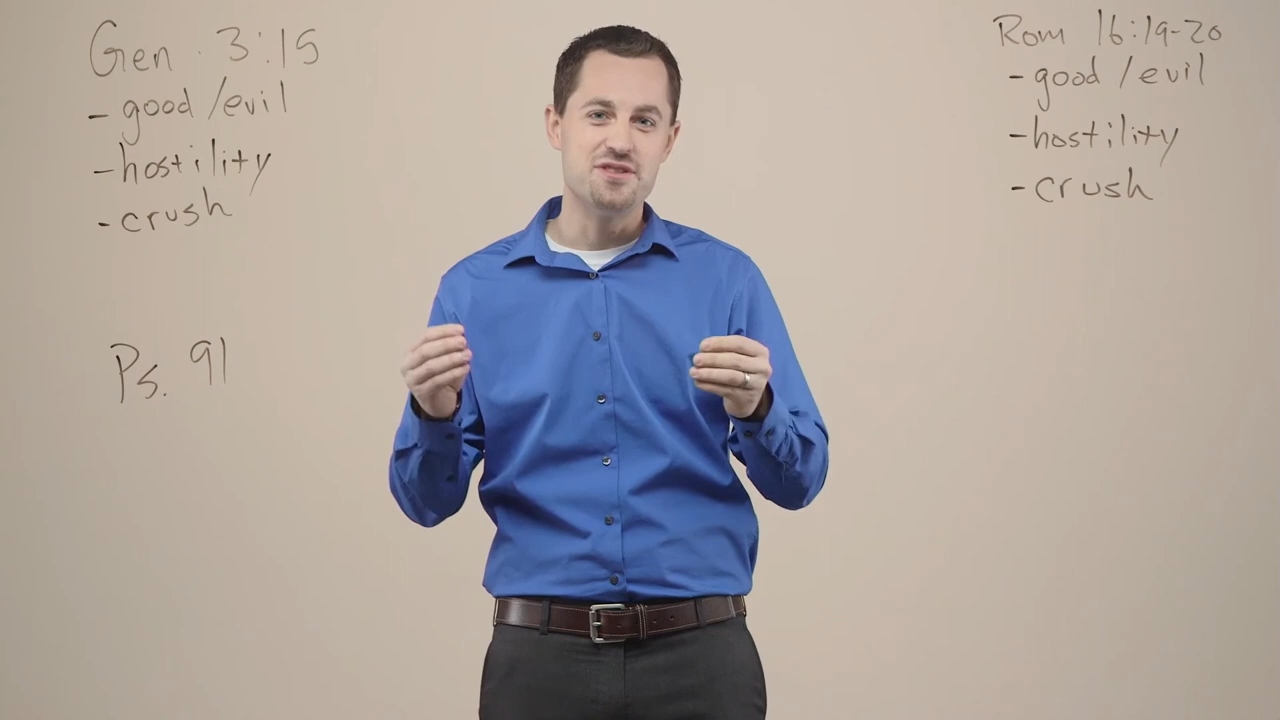 Gen. 3:15
- good/evil
- hostility
- crush
Ps. 91
Rom 16:19-20
- good/evil
- hostility
- crush